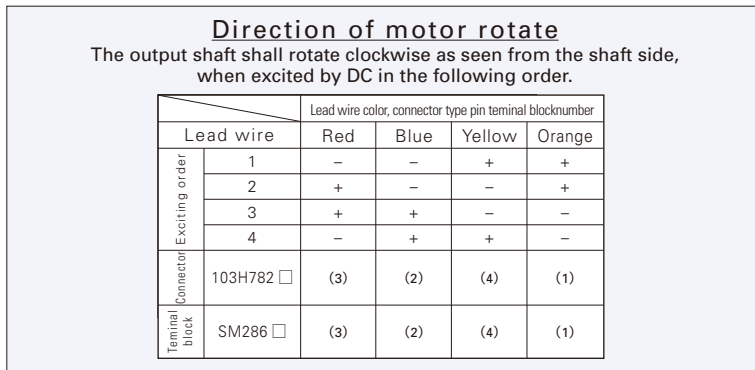 Direction of motor rotate
The output shaft shall rotate clockwise as seen from the shaft side,
when excited by DC in the following order.
Lead wire color, connector type pin teminal blocknumber
Lead wire Red Blue Yellow Orange
Exciting order
1 – – + +
2 + – – +
3 + + – –
4 – + + –
Connector 103H782 □ (3) (2) (4) (1)
Teminal block SM286 □ (3) (2) (4) (1)